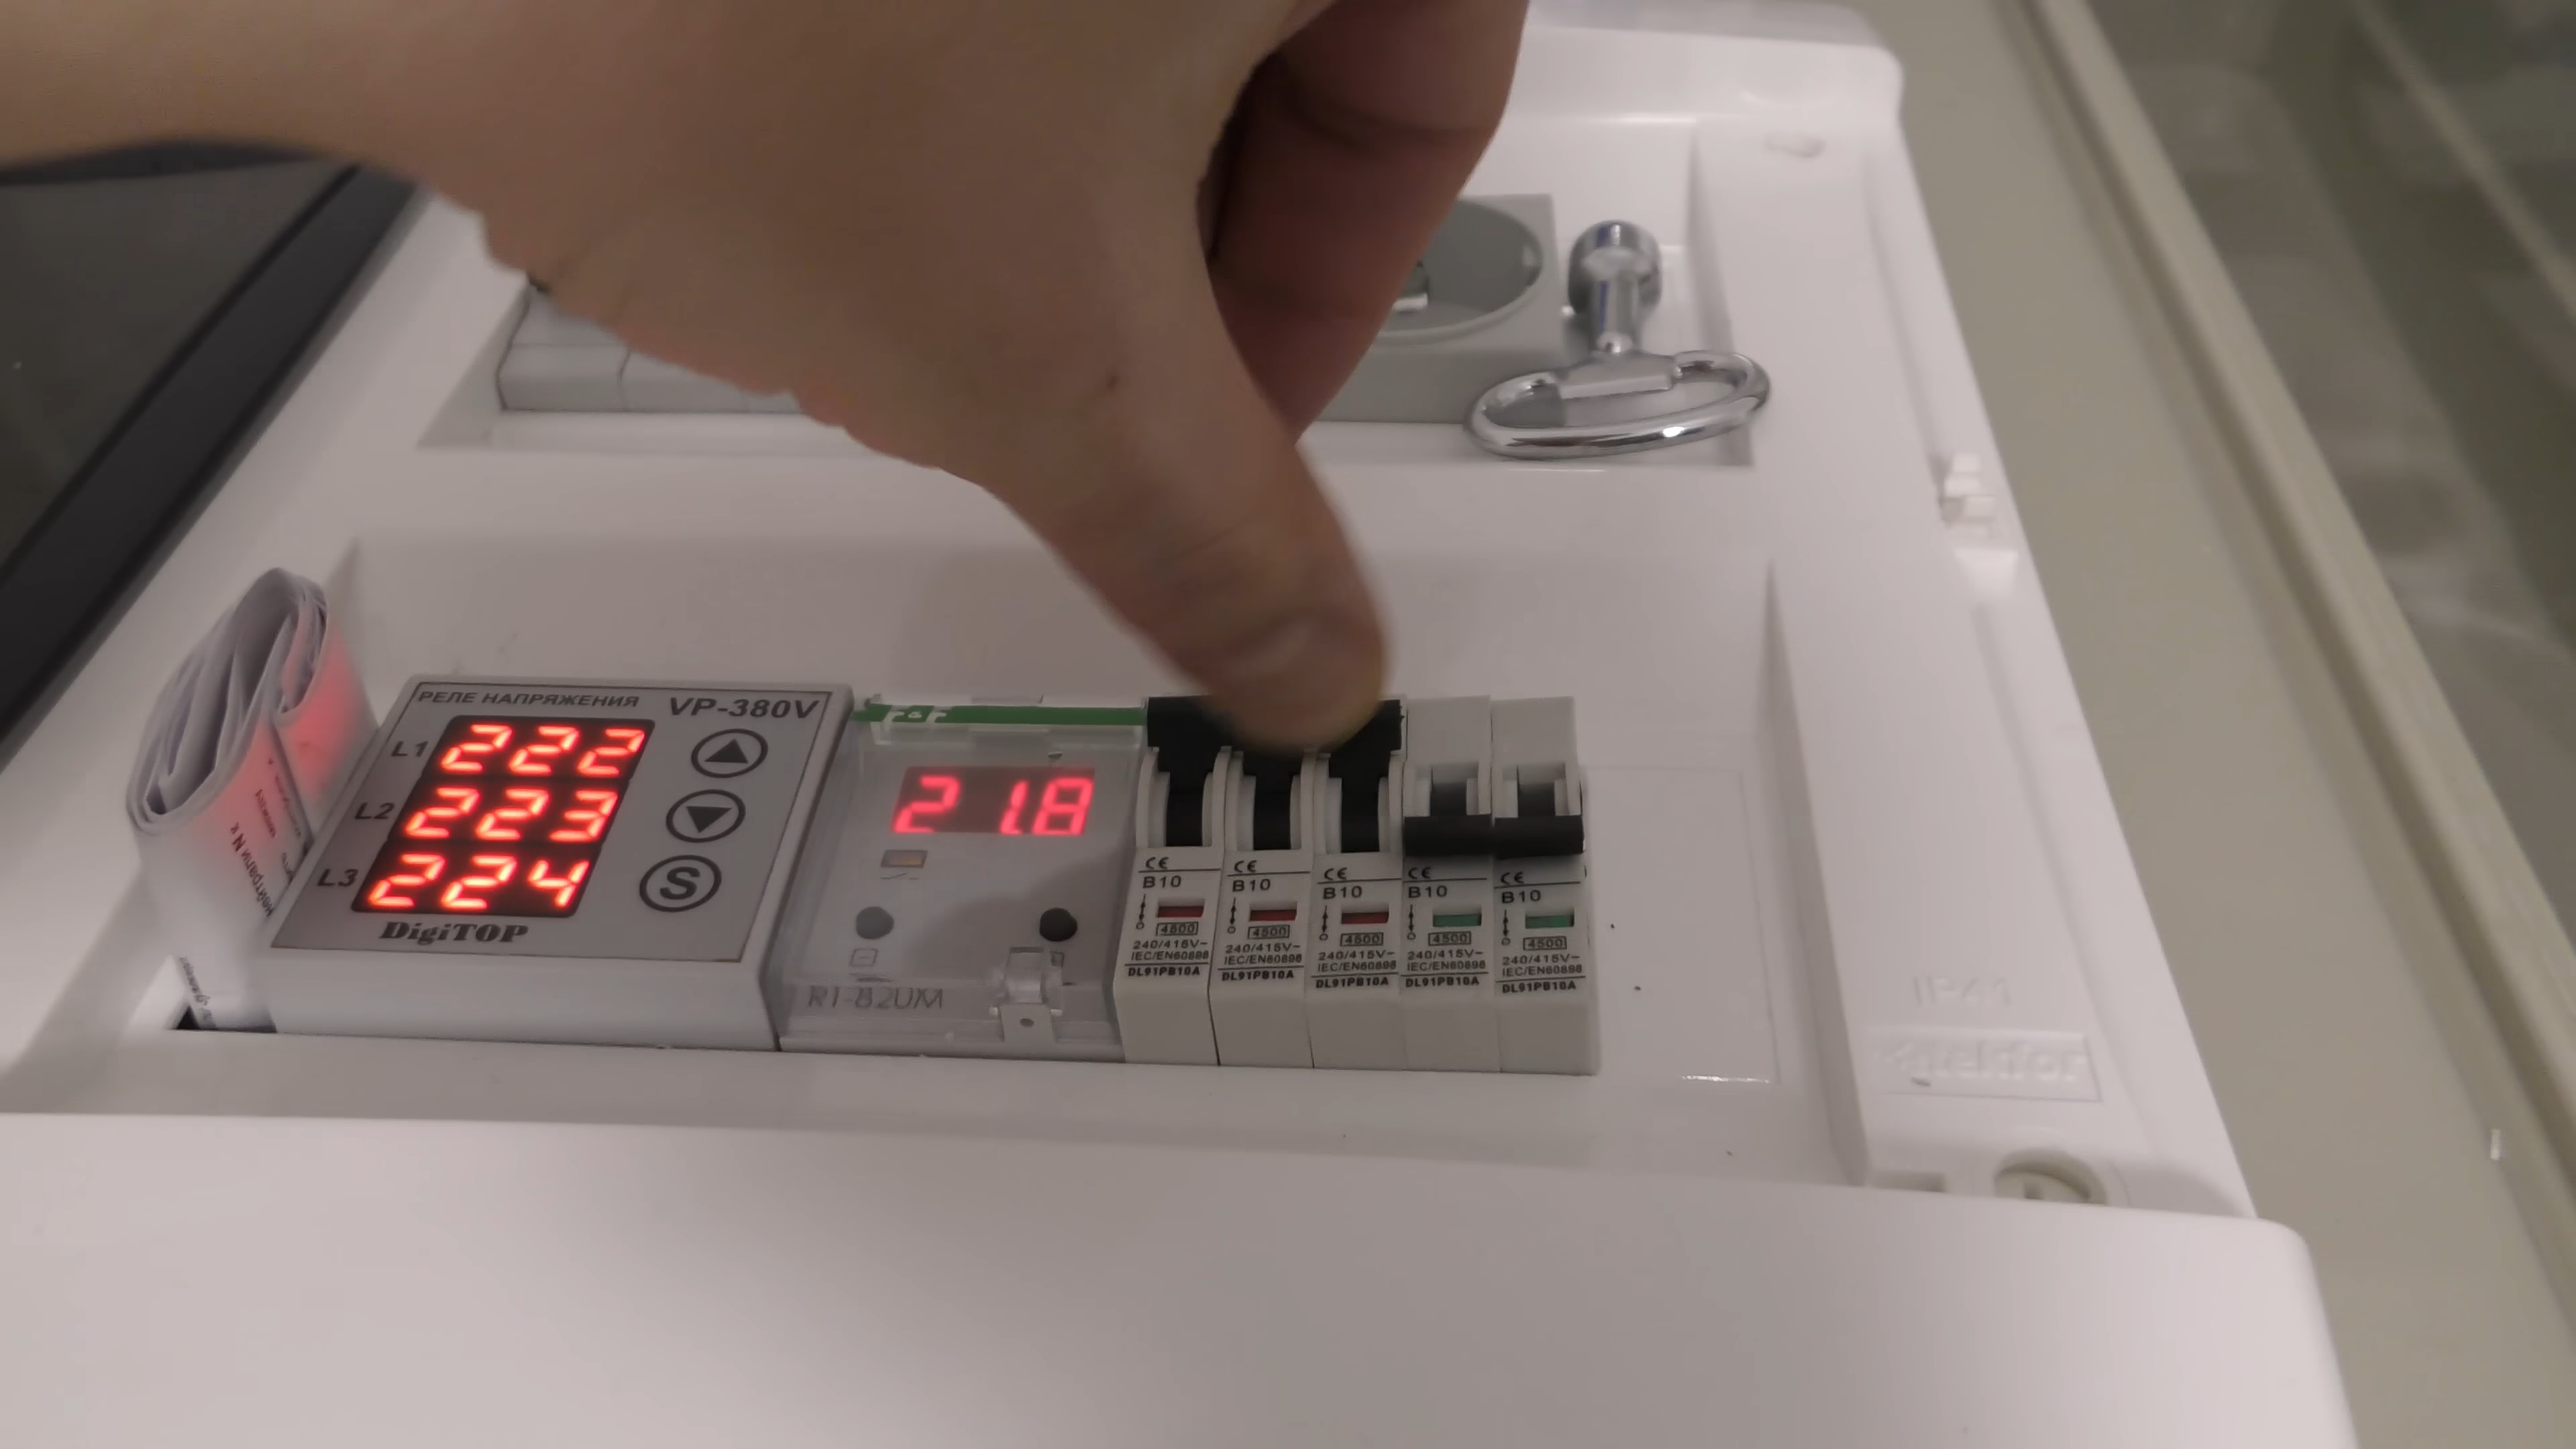 РЕЛЕ НАПРЯЖЕНИЯ VP-380V
L1 222
L2 223
L3 224
S
DigiTOP
F&F
21.8
RT-820M
CE
B10
4500
240/415V~
IEC/EN60898
DL91PB10A
CE
B10
4500
240/415V~
IEC/EN60898
DL91PB10A
CE
B10
4500
240/415V~
IEC/EN60898
DL91PB10A
CE
B10
4500
240/415V~
IEC/EN60898
DL91PB10A
CE
B10
4500
240/415V~
IEC/EN60898
DL91PB10A
нейтрали N к
IP41